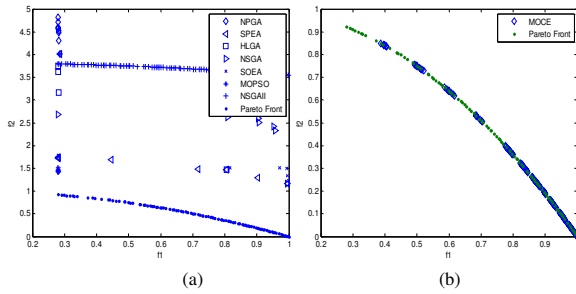 5
4.5
4
3.5
3
2.5
2
1.5
1
0.5
0
0.2 0.3 0.4 0.5 0.6 0.7 0.8 0.9 1
f2
f1
NPGA
SPEA
HLGA
NSGA
SOEA
MOPSO
NSGAII
Pareto Front
(a)
1
0.9
0.8
0.7
0.6
0.5
0.4
0.3
0.2
0.1
0
0.2 0.3 0.4 0.5 0.6 0.7 0.8 0.9 1
f2
f1
MOCE
Pareto Front
(b)